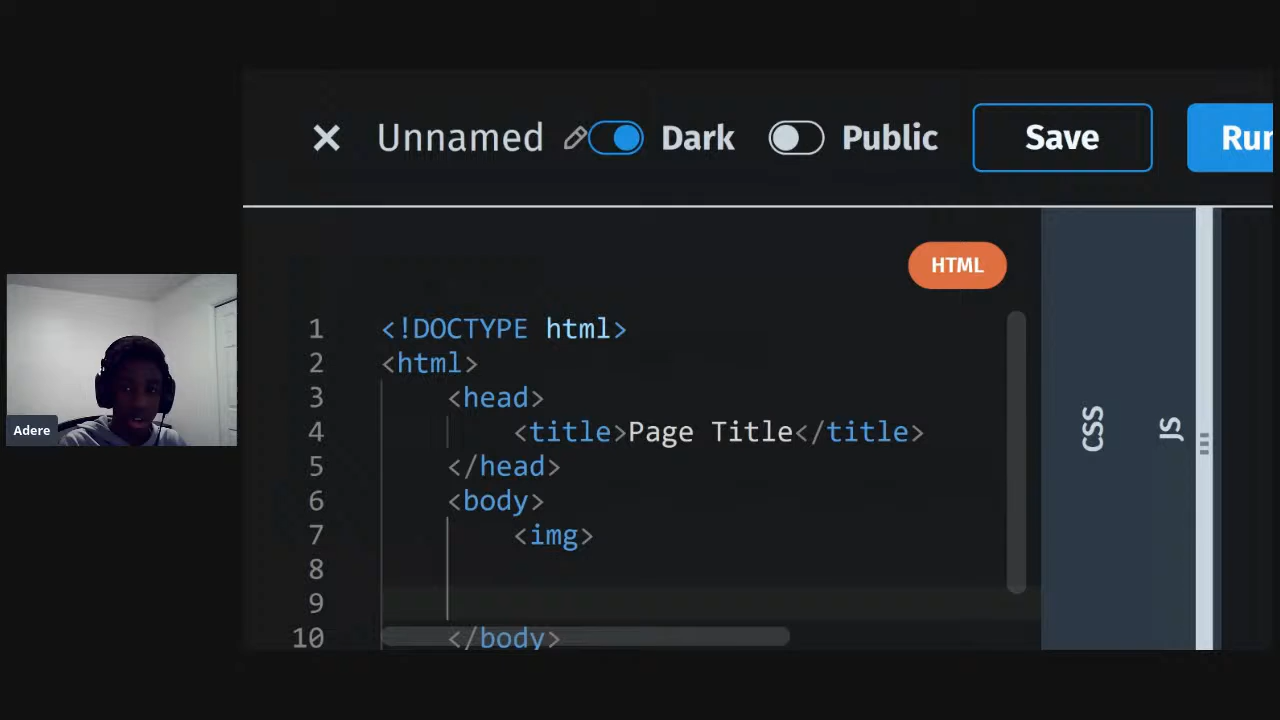 Unnamed Dark Public Save Run
HTML
1 <!DOCTYPE html>
2 <html>
3 <head>
4 <title>Page Title</title>
5 </head>
6 <body>
7 <img>
8
9
10 </body>
CSS
JS
Adere